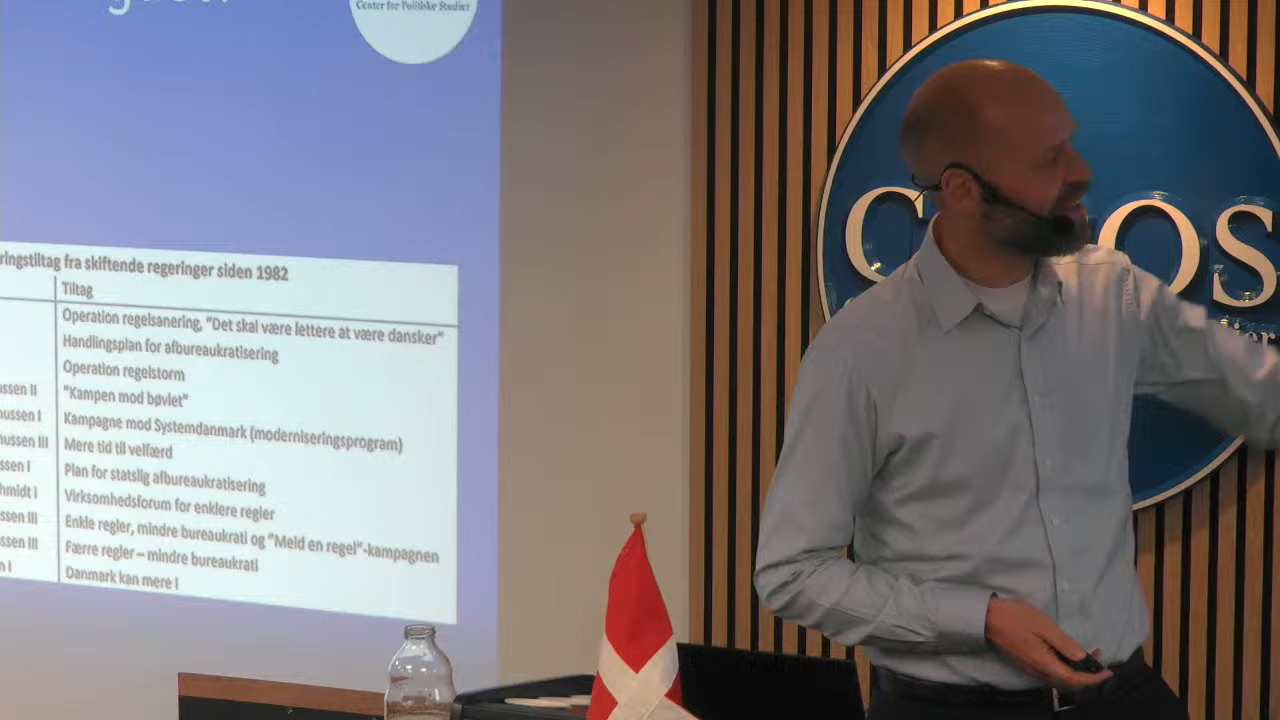 Center for Politiske Studier
ringstiltag fra skiftende regeringer siden 1982
Tiltag
Operation regelsanering, "Det skal være lettere at være dansker"
Handlingsplan for afbureaukratisering
Operation regelstorm
ssen II "Kampen mod bøvlet"
ussen I Kampagne mod Systemdanmark (moderniseringsprogram)
ussen III Mere tid til velfærd
ssen I Plan for statslig afbureaukratisering
hmidt I Virksomhedsforum for enklere regler
ssen III Enkle regler, mindre bureaukrati og "Meld en regel"-kampagnen
ssen III Færre regler – mindre bureaukrati
n I Danmark kan mere I
C OS